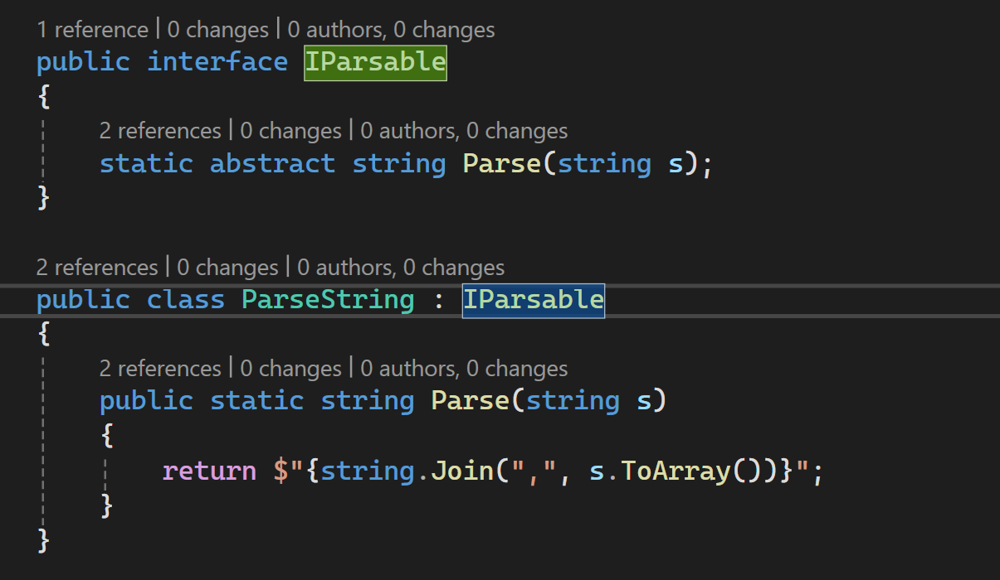 1 reference | 0 changes | 0 authors, 0 changes
public interface IParsable
{
2 references | 0 changes | 0 authors, 0 changes
static abstract string Parse(string s);
}
2 references | 0 changes | 0 authors, 0 changes
public class ParseString : IParsable
{
2 references | 0 changes | 0 authors, 0 changes
public static string Parse(string s)
{
return $"{string.Join(",", s.ToArray())}";
}
}